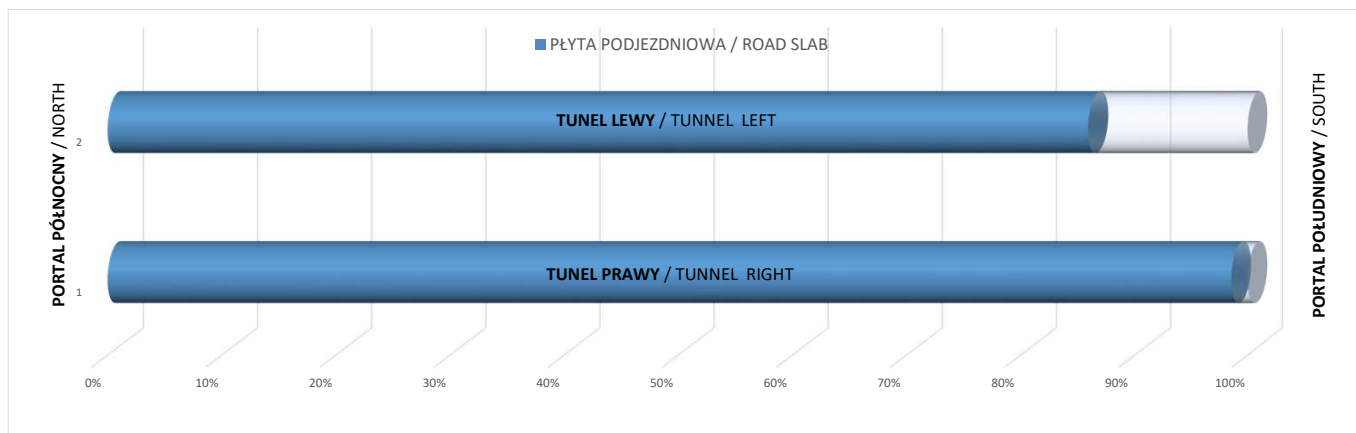 PŁYTA PODJEZDNIOWA / ROAD SLAB
PORTAL PÓŁNOCNY / NORTH
2
TUNEL LEWY / TUNNEL LEFT
1
TUNEL PRAWY / TUNNEL RIGHT
PORTAL POŁUDNIOWY / SOUTH
0% 10% 20% 30% 40% 50% 60% 70% 80% 90% 100%